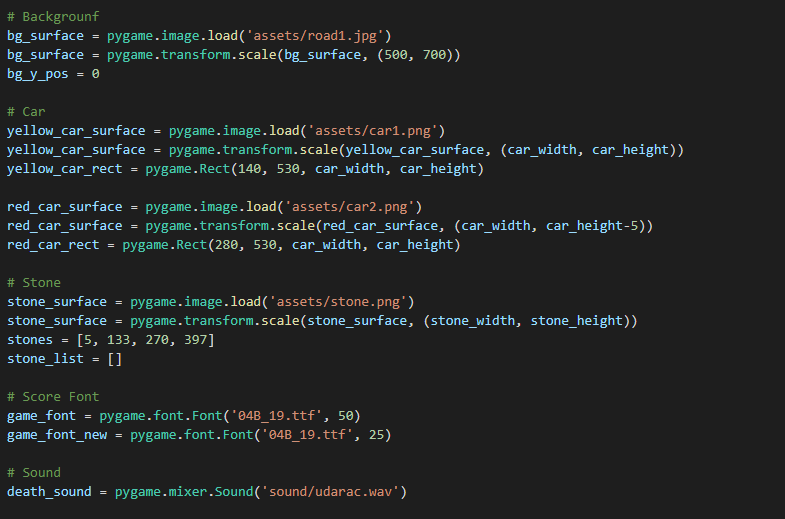 # Backgrounf
bg_surface = pygame.image.load('assets/road1.jpg')
bg_surface = pygame.transform.scale(bg_surface, (500, 700))
bg_y_pos = 0
# Car
yellow_car_surface = pygame.image.load('assets/car1.png')
yellow_car_surface = pygame.transform.scale(yellow_car_surface, (car_width, car_height))
yellow_car_rect = pygame.Rect(140, 530, car_width, car_height)
red_car_surface = pygame.image.load('assets/car2.png')
red_car_surface = pygame.transform.scale(red_car_surface, (car_width, car_height-5))
red_car_rect = pygame.Rect(280, 530, car_width, car_height)
# Stone
stone_surface = pygame.image.load('assets/stone.png')
stone_surface = pygame.transform.scale(stone_surface, (stone_width, stone_height))
stones = [5, 133, 270, 397]
stone_list = []
# Score Font
game_font = pygame.font.Font('04B_19.ttf', 50)
game_font_new = pygame.font.Font('04B_19.ttf', 25)
# Sound
death_sound = pygame.mixer.Sound('sound/udarac.wav')